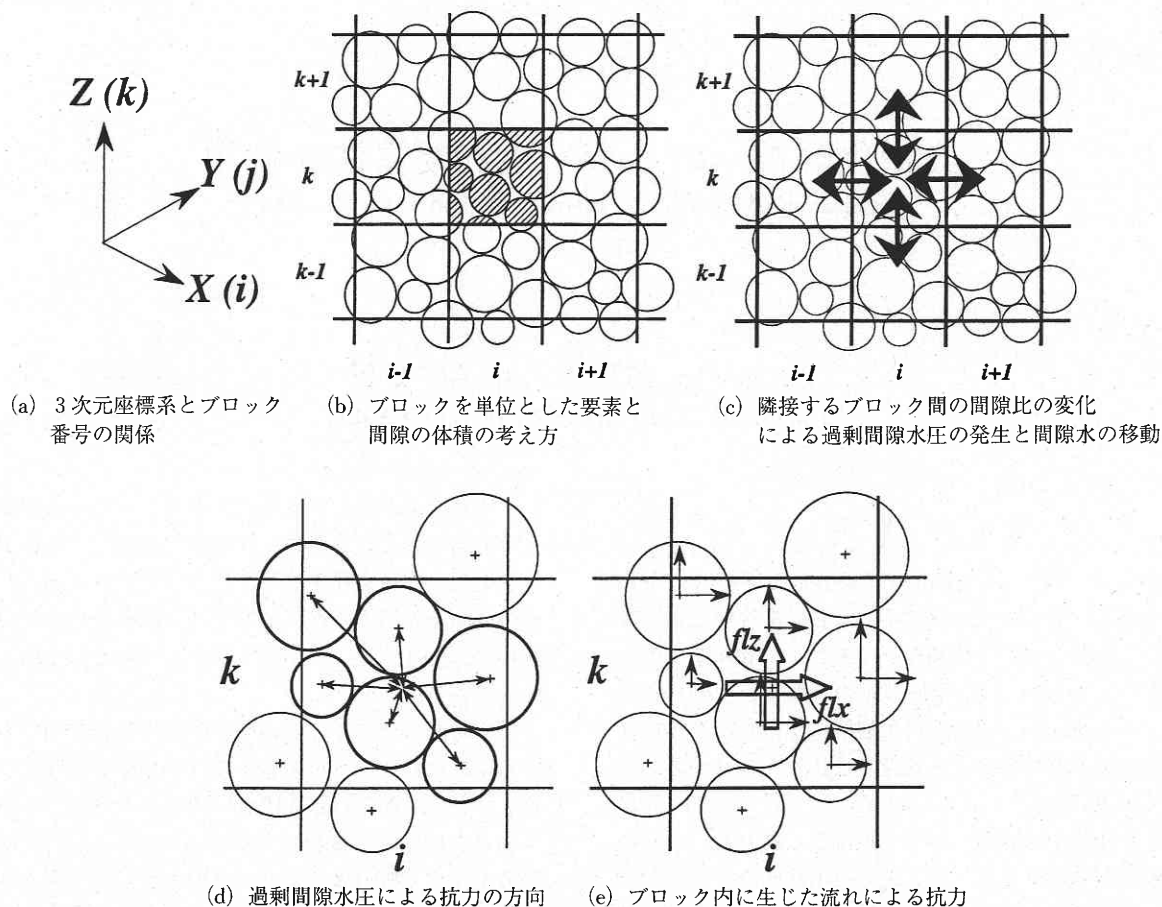 Z (k)
Y (j)
X (i)
k+1
k
k-1
i-1
i
i+1
k+1
k
k-1
i-1
i
i+1
(a) 3次元座標系とブロック
番号の関係
(b) ブロックを単位とした要素と
間隙の体積の考え方
(c) 隣接するブロック間の間隙比の変化
による過剰間隙水圧の発生と間隙水の移動
k
i
k
flz
flx
i
(d) 過剰間隙水圧による抗力の方向
(e) ブロック内に生じた流れによる抗力